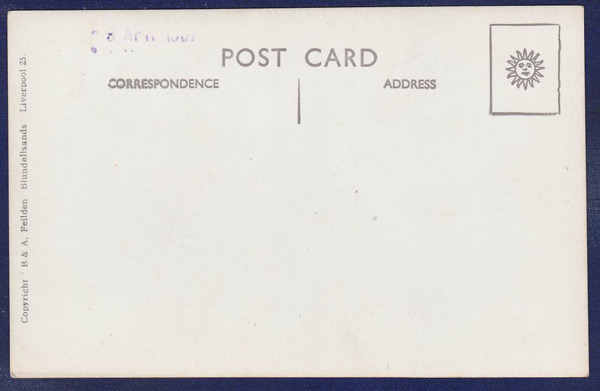 POST CARD
CORRESPONDENCE
ADDRESS
Copyright B & A. Feilden Blundellsands Liverpool 23.